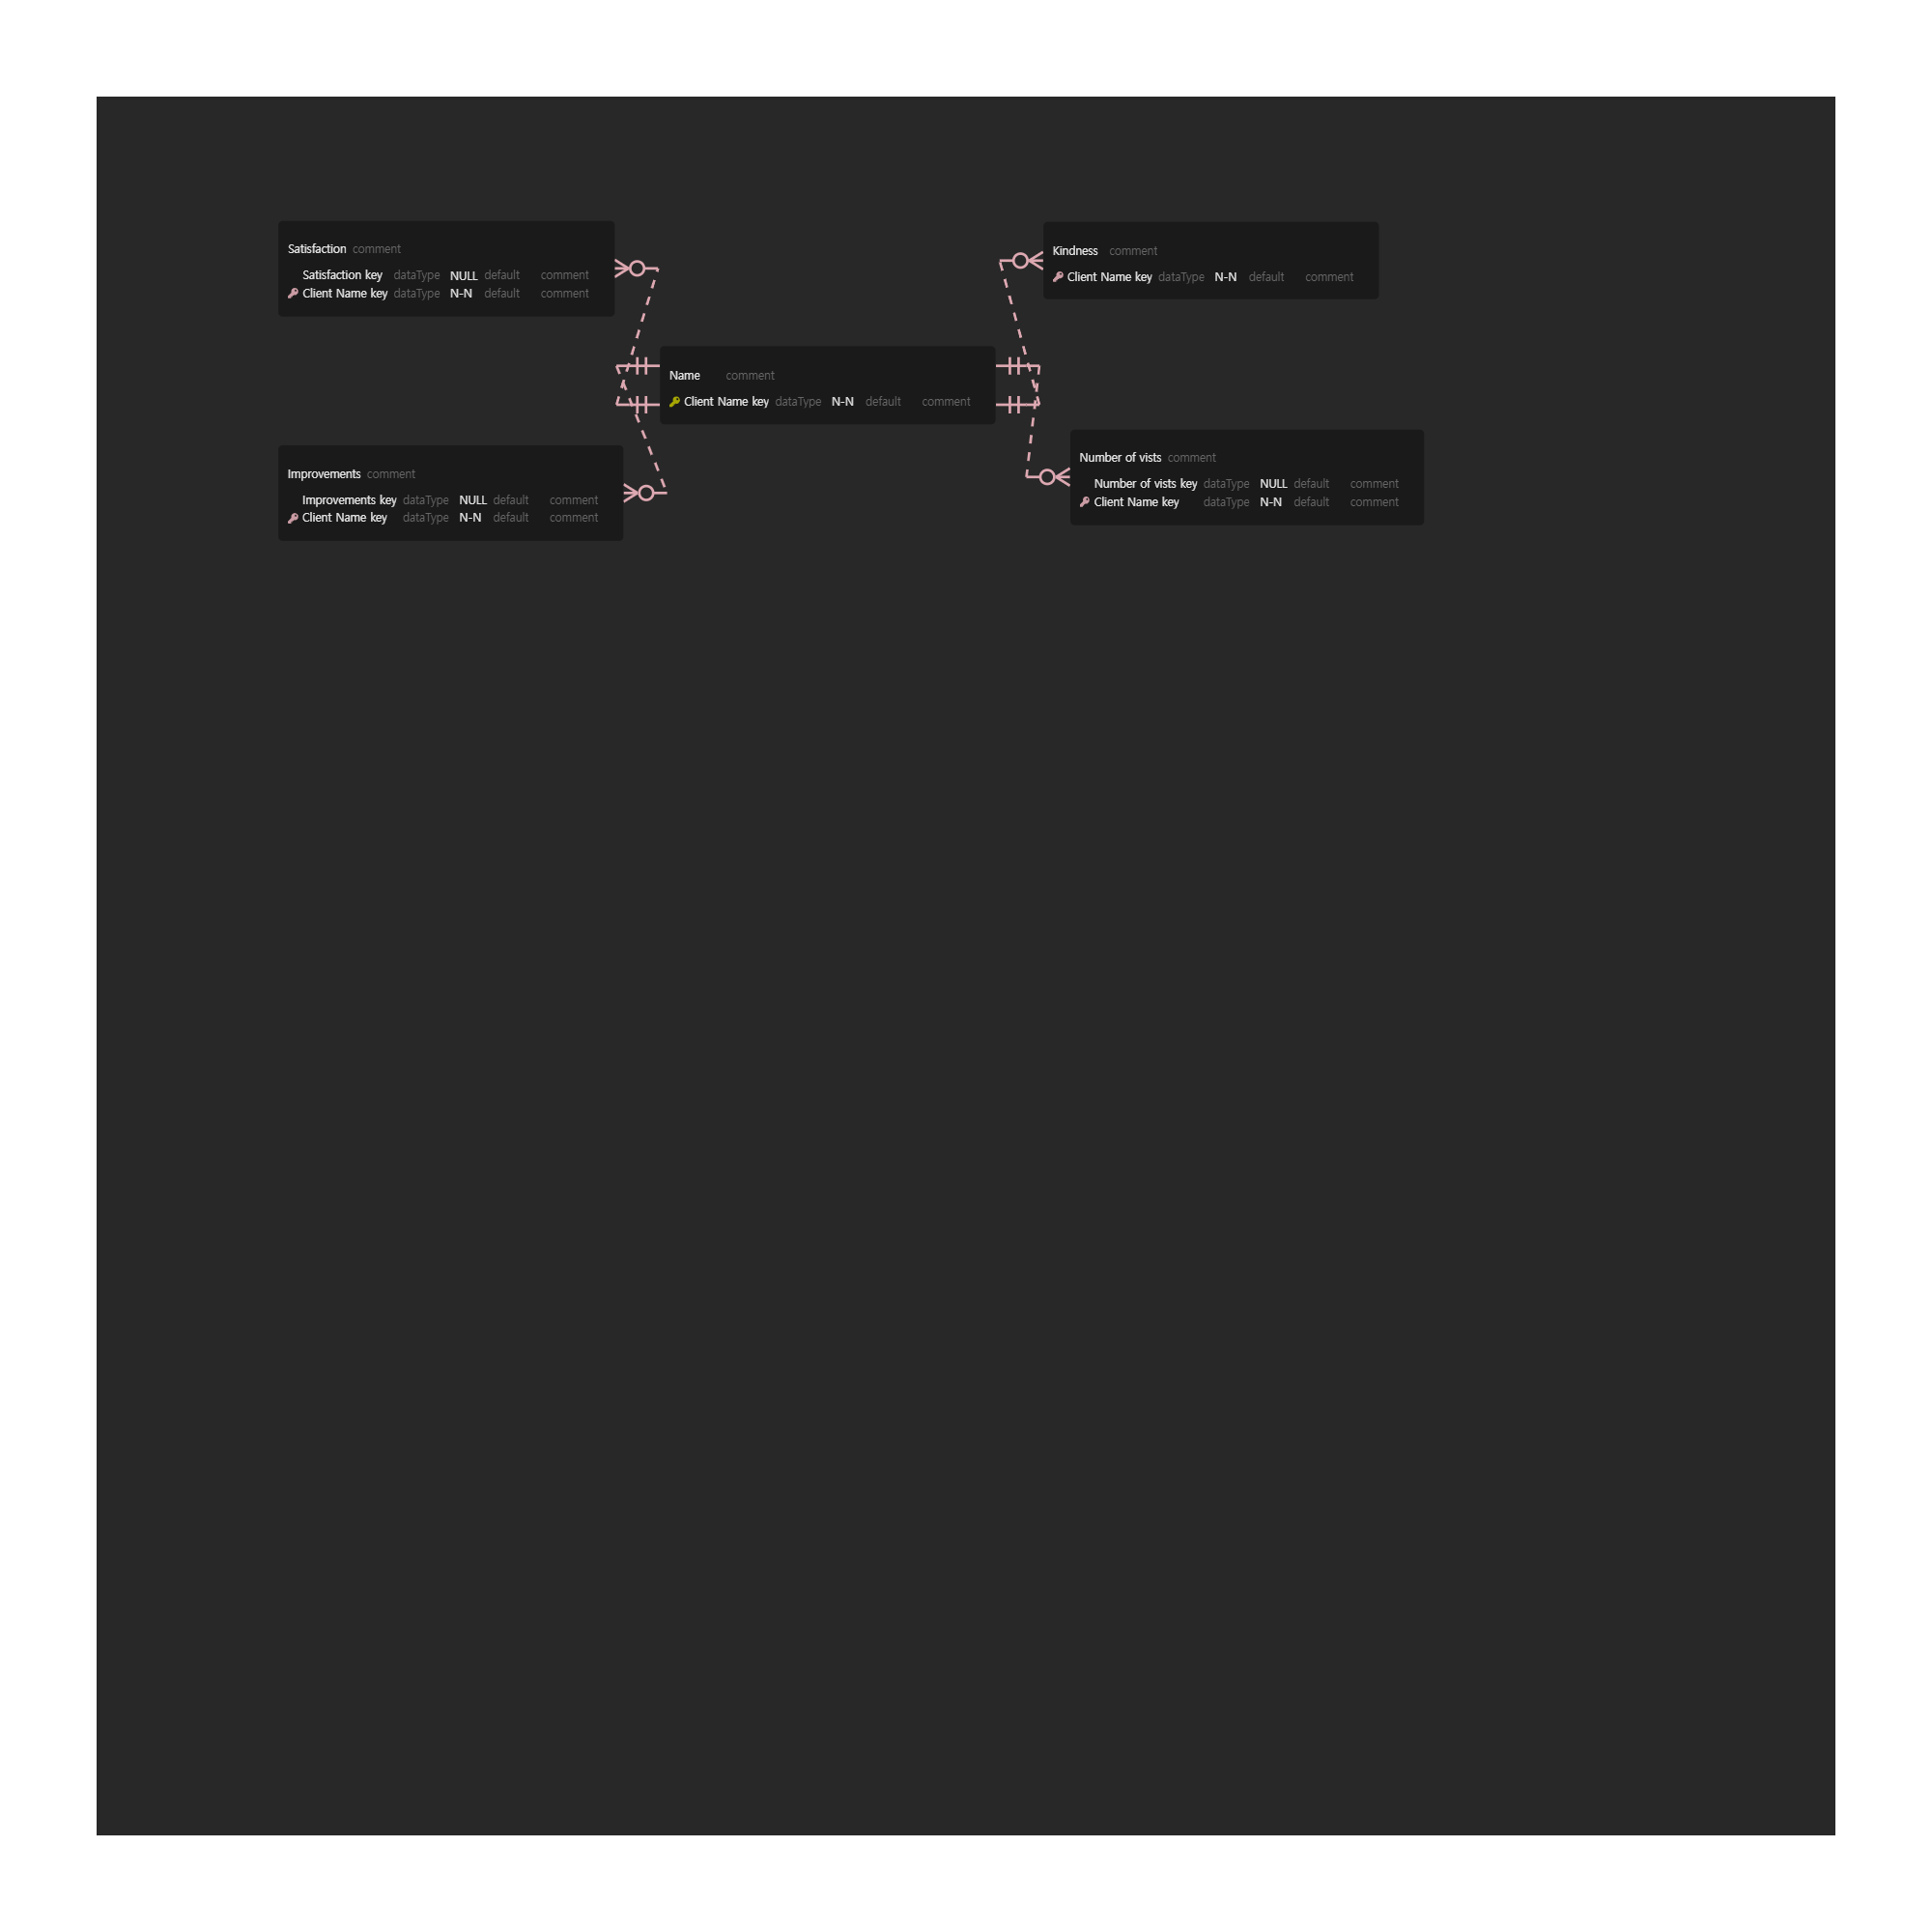 Satisfaction comment
Satisfaction key dataType NULL default comment
Client Name key dataType N-N default comment
Kindness comment
Client Name key dataType N-N default comment
Name comment
Client Name key dataType N-N default comment
Improvements comment
Improvements key dataType NULL default comment
Client Name key dataType N-N default comment
Number of vists comment
Number of vists key dataType NULL default comment
Client Name key dataType N-N default comment